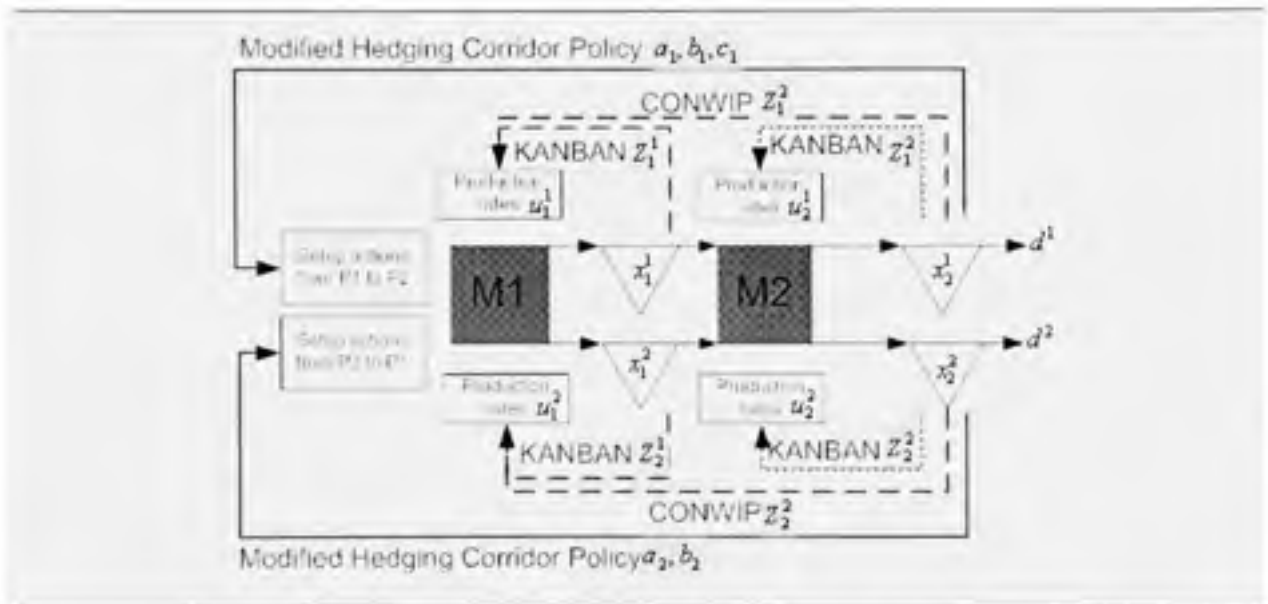 Modified Hedging Corridor Policy a₁, b₁, c₁
CONWIP Z₁²
KANBAN Z₁¹
KANBAN Z₁²
Production rates u₁¹
Production rates u₂¹
Setup actions from P1 to P2
M1
x₁¹
M2
x₂¹
d¹
Setup actions from P2 to P1
x₁²
x₂²
d²
Production rates u₁²
Production rates u₂²
KANBAN Z₂¹
KANBAN Z₂²
CONWIP Z₂²
Modified Hedging Corridor Policy a₂, b₂